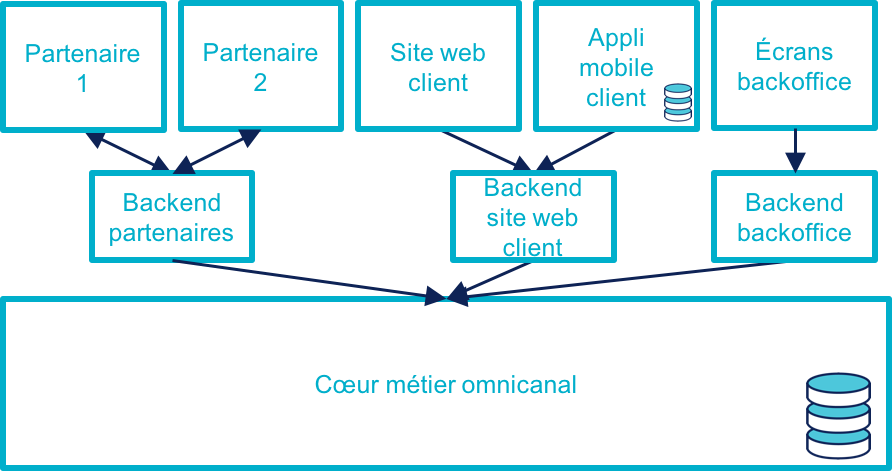 Partenaire
1
Partenaire
2
Site web
client
Appli
mobile
client
Écrans
backoffice
Backend
partenaires
Backend
site web
client
Backend
backoffice
Cœur métier omnicanal